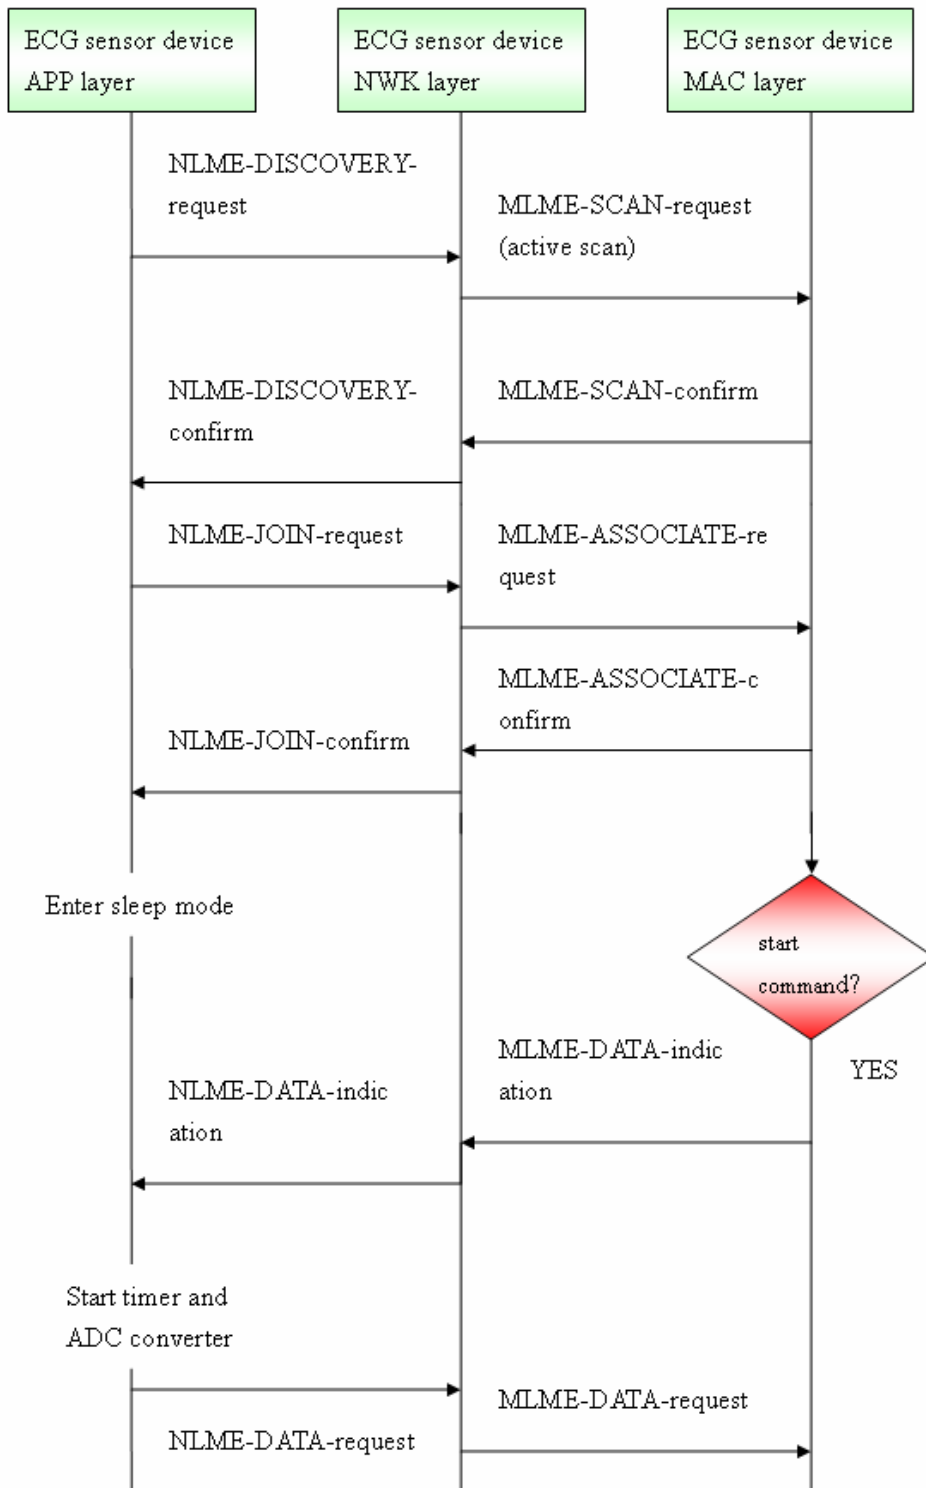 ECG sensor device
APP layer
ECG sensor device
NWK layer
ECG sensor device
MAC layer
NLME-DISCOVERY-
request
MLME-SCAN-request
(active scan)
NLME-DISCOVERY-
confirm
MLME-SCAN-confirm
NLME-JOIN-request
MLME-ASSOCIATE-re
quest
MLME-ASSOCIATE-c
onfirm
NLME-JOIN-confirm
Enter sleep mode
start
command?
YES
MLME-DATA-indic
ation
NLME-DATA-indic
ation
Start timer and
ADC converter
MLME-DATA-request
NLME-DATA-request